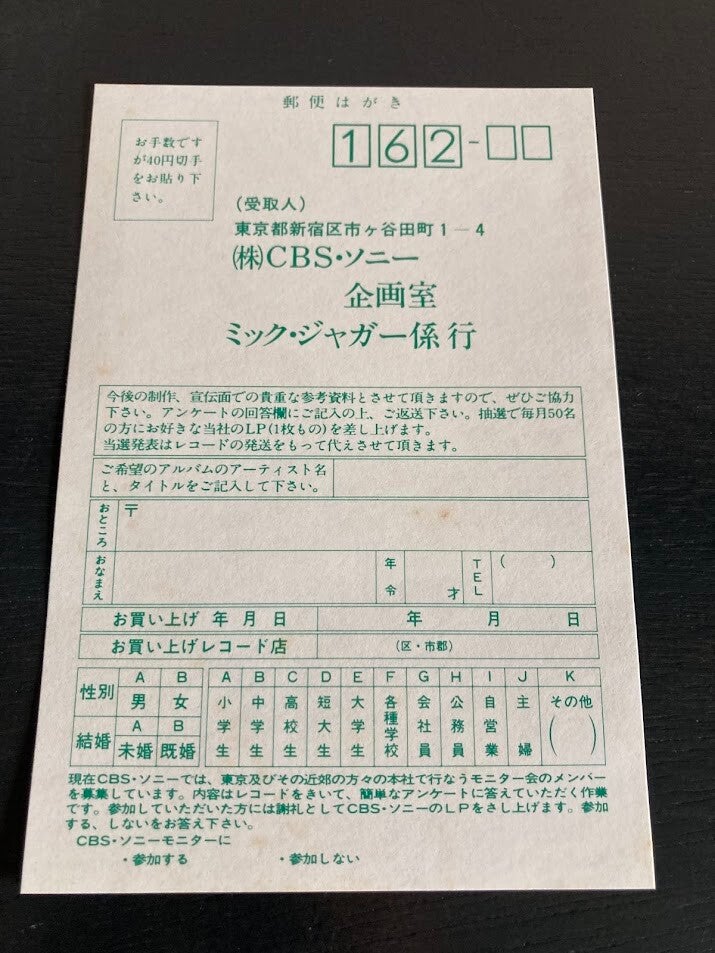 郵便はがき
お手数です
が40円切手
をお貼り下
さい。
162-
(受取人)
東京都新宿区市ヶ谷田町1―4
㈱CBS・ソニー
企画室
ミック・ジャガー係 行
今後の制作、宣伝面での貴重な参考資料とさせて頂きますので、ぜひご協力
下さい。アンケートの回答欄にご記入の上、ご返送下さい。抽選で毎月50名
の方にお好きな当社のLP(1枚もの)を差し上げます。
当選発表はレコードの発送をもって代えさせて頂きます。
ご希望のアルバムのアーティスト名
と、タイトルをご記入して下さい。
おところ
〒
おなまえ
年令
才
TEL
( )
お買い上げ 年 月 日
年 月 日
お買い上げレコード店
(区・市郡)
性別
A 男
B 女
結婚
A 未婚
B 既婚
A 小学生
B 中学生
C 高校生
D 短大生
E 大学生
F 各種学校
G 会社員
H 公務員
I 自営業
J 主婦
K その他
( )
現在CBS・ソニーでは、東京及びその近郊の方々の本社で行なうモニター会のメンバー
を募集しています。内容はレコードをきいて、簡単なアンケートに答えていただく作業
です。参加していただいた方には謝礼としてCBS・ソニーのLPをさし上げます。参加
する、しないをお答え下さい。
CBS・ソニーモニターに
・参加する ・参加しない